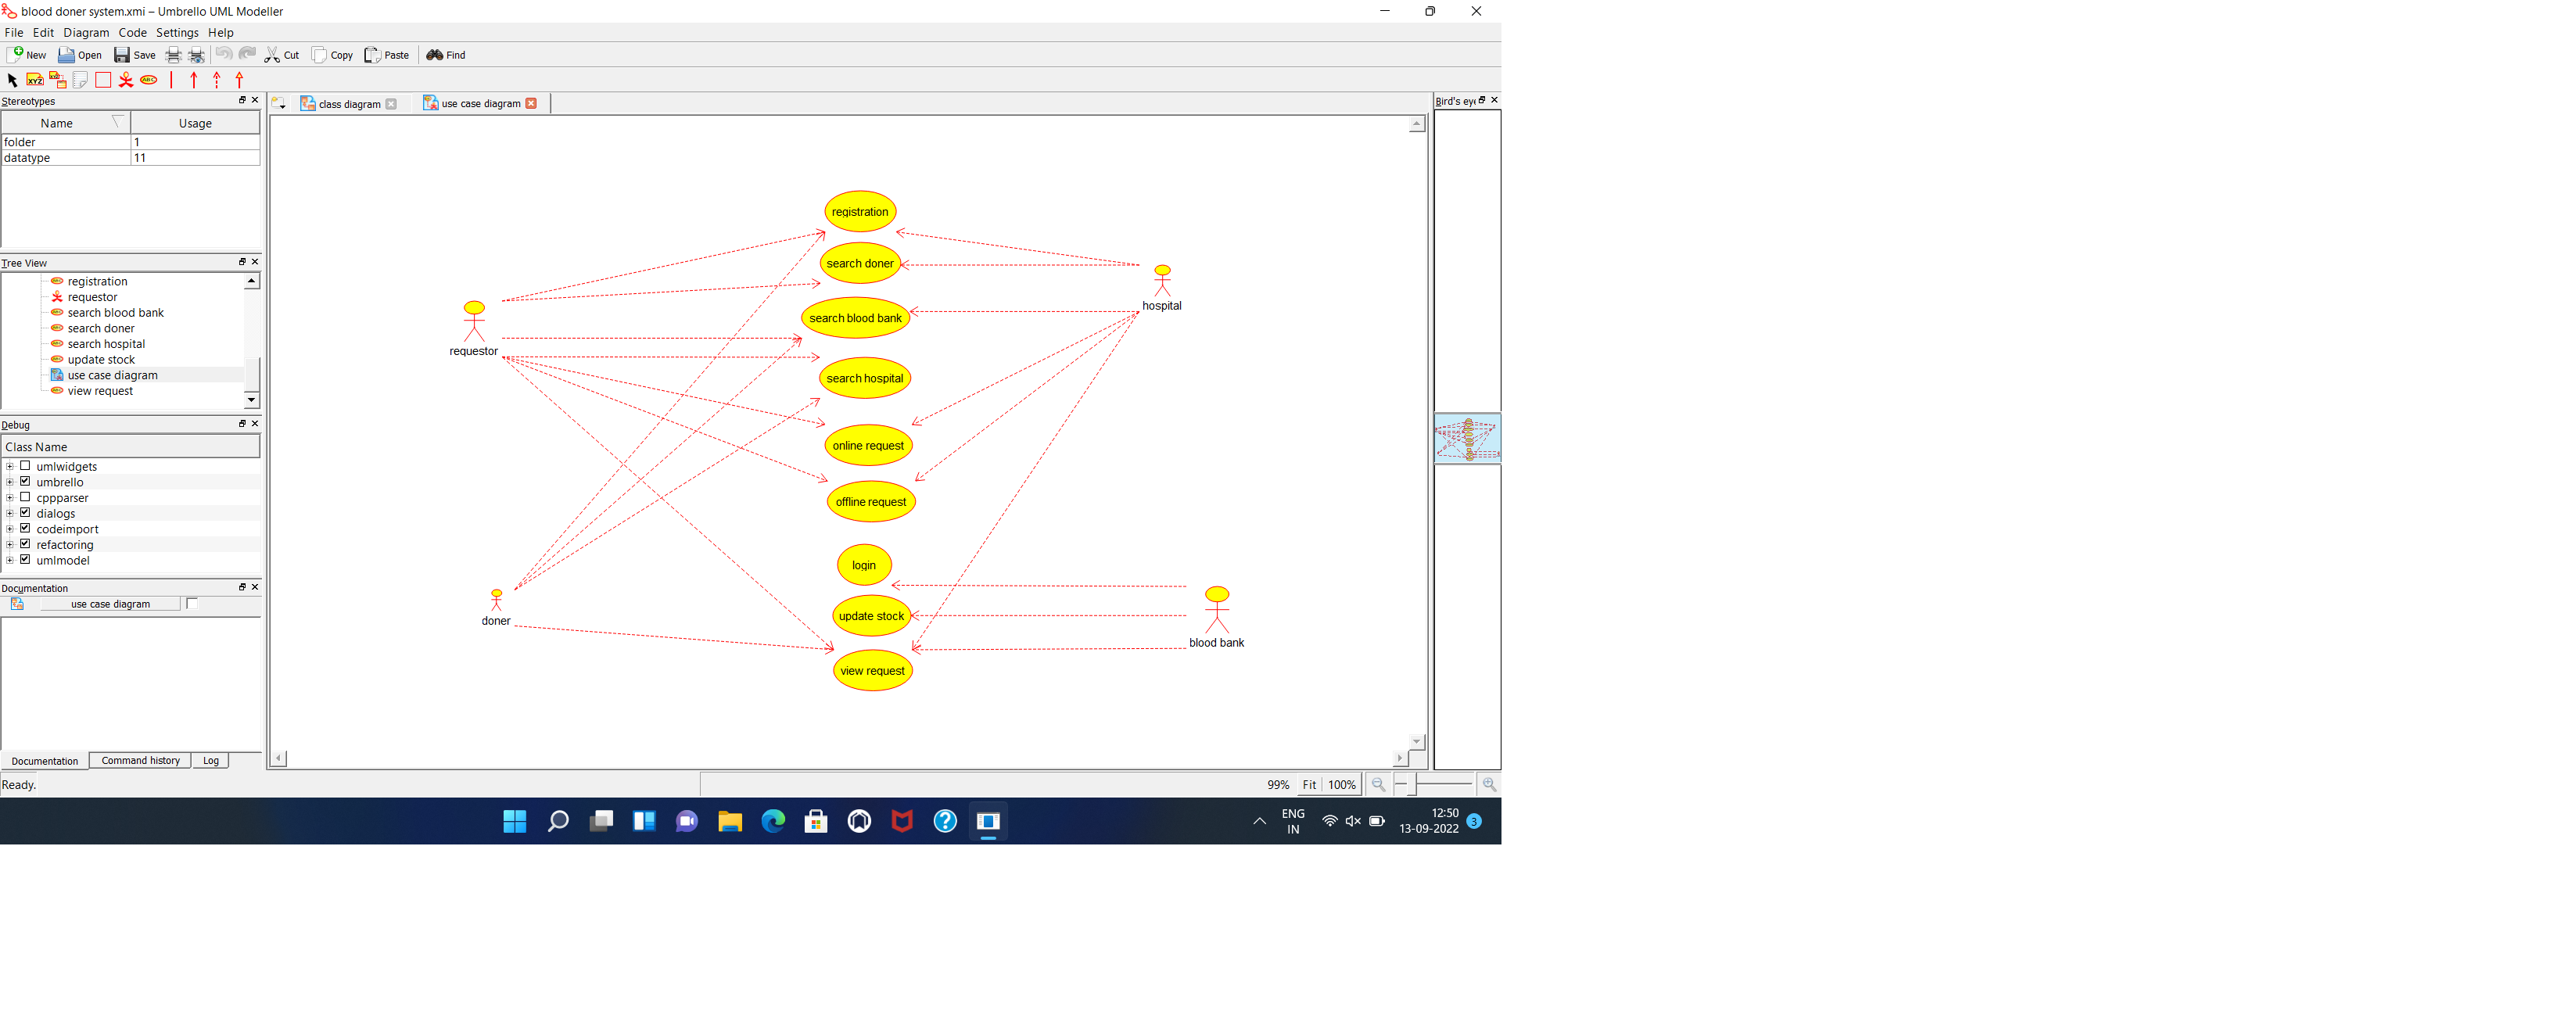 blood doner system.xmi – Umbrello UML Modeller
File Edit Diagram Code Settings Help
New Open Save Cut Copy Paste Find
XYZ ABC
Stereotypes
Name Usage
folder 1
datatype 11
Tree View
registration
requestor
search blood bank
search doner
search hospital
update stock
use case diagram
view request
Debug
Class Name
umlwidgets
umbrello
cppparser
dialogs
codeimport
refactoring
umlmodel
Documentation
use case diagram
Documentation Command history Log
class diagram use case diagram
registration
search doner
search blood bank
search hospital
online request
offline request
login
update stock
view request
requestor
doner
hospital
blood bank
Bird's eye
Ready.
99% Fit 100%
ENG
IN
12:50
13-09-2022
3